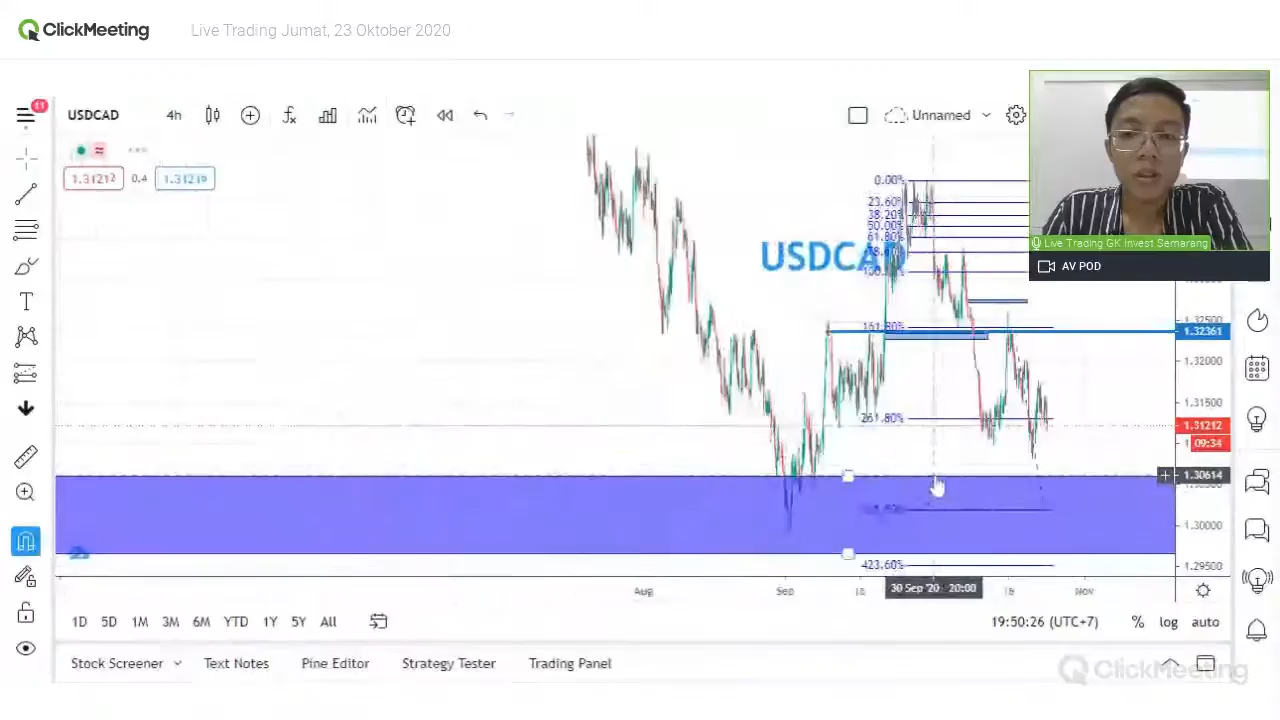 ClickMeeting Live Trading Jumat, 23 Oktober 2020
11
USDCAD 4h Unnamed
1.31212 0.4
0.00%
23.60%
38.20%
50.00%
61.80%
USDCAD
161.80%
261.80%
423.60%
Live Trading GK Invest Semarang
AV POD
1.32500
1.32361
1.32000
1.31500
1.31212
09:34
1.30614
1.30000
1.29500
Aug Sep 30 Sep '20 20:00 Nov
1D 5D 1M 3M 6M YTD 1Y 5Y All 19:50:26 (UTC+7) % log auto
Stock Screener Text Notes Pine Editor Strategy Tester Trading Panel
ClickMeeting